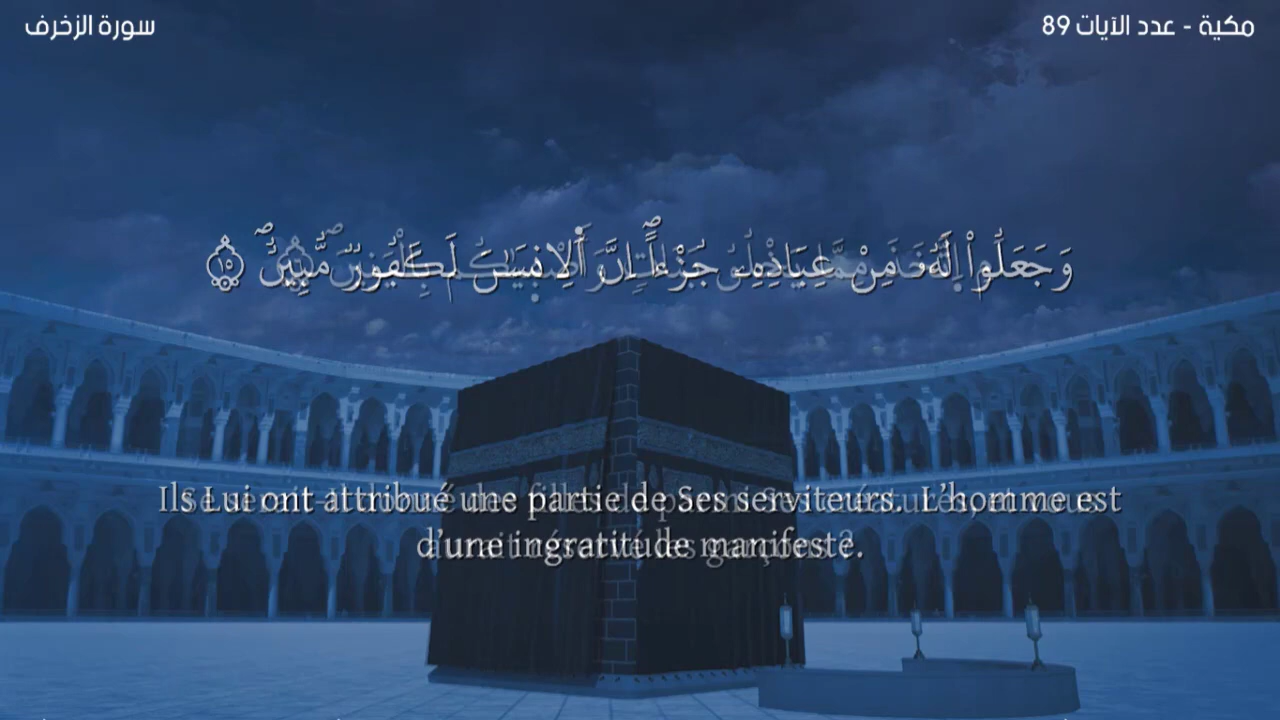 سورة الزخرف
مكية - عدد الآيات 89
وَجَعَلُوا۟ لَهُۥ مِنْ عِبَادِهِۦ جُزْءًا ۚ إِنَّ ٱلْإِنسَـٰنَ لَكَفُورٌ مُّبِينٌ ١٥
Ils Lui ont attribué une partie de Ses serviteurs. L’homme est
d’une ingratitude manifeste.